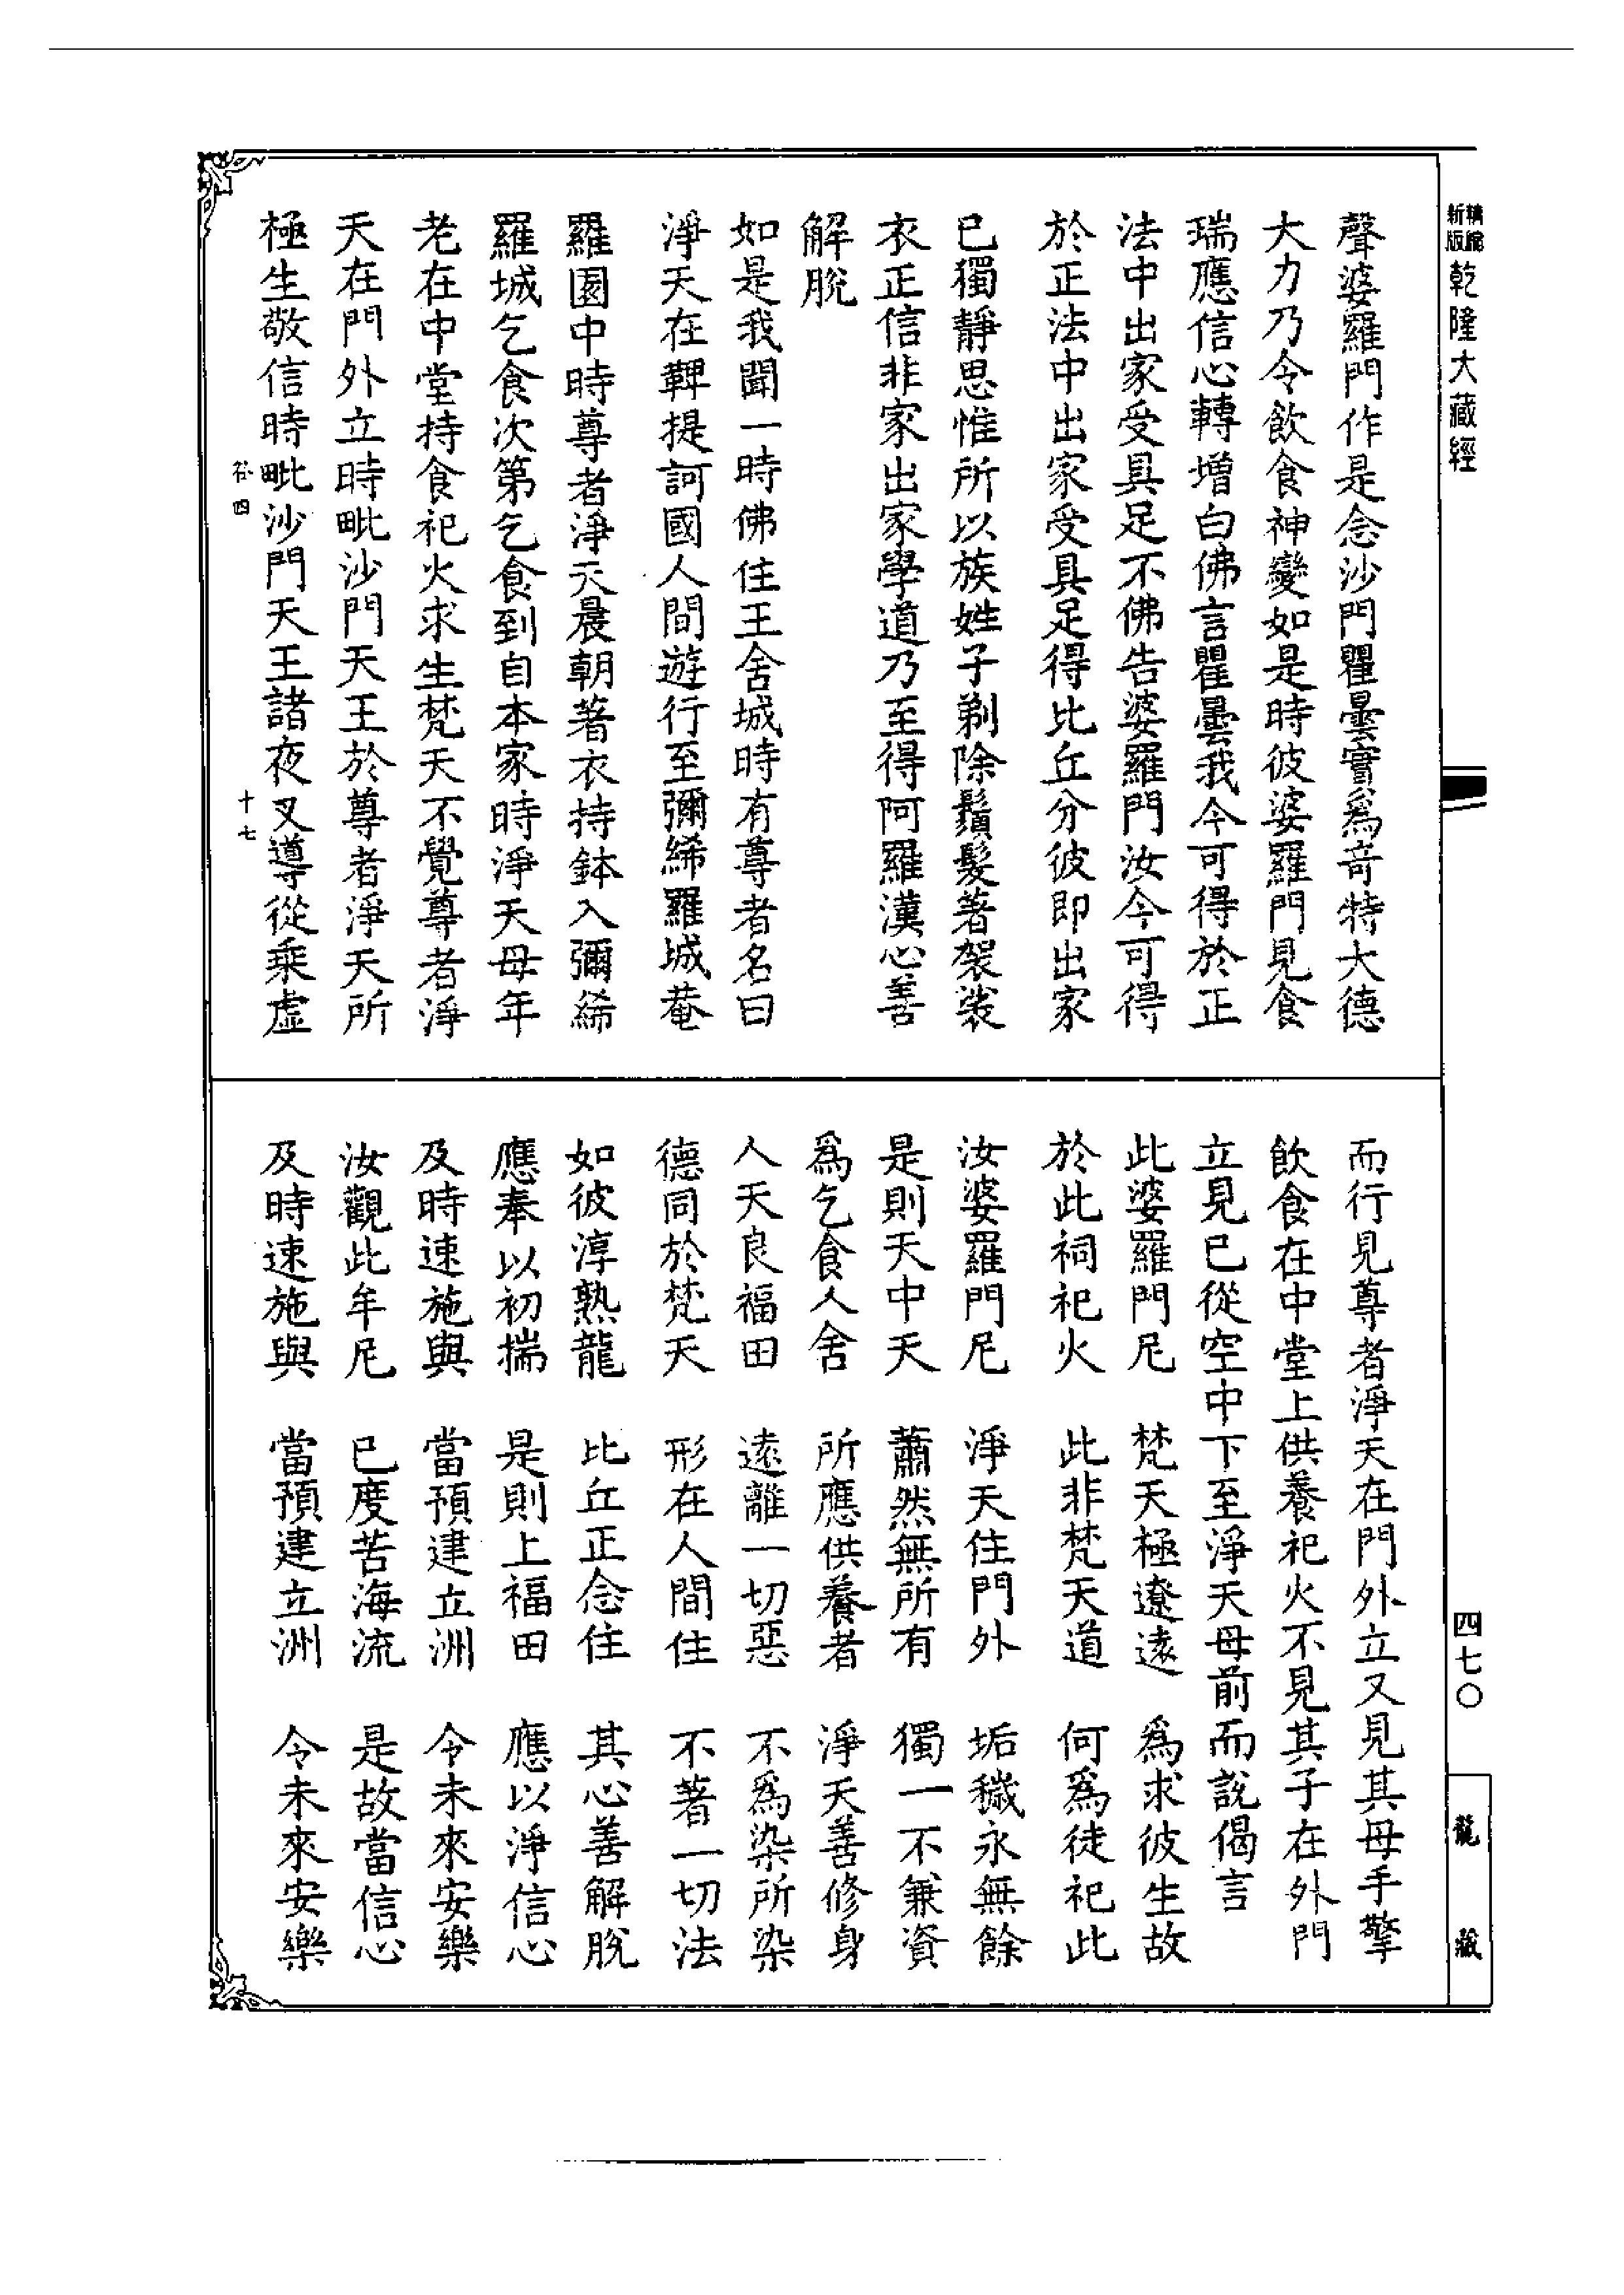 新版
精縮
乾隆大藏經
聲婆羅門作是念沙門瞿曇實爲奇特大德
大力乃令飲食神變如是時彼婆羅門見食
瑞應信心轉增白佛言瞿曇我今可得於正
法中出家受具足不佛告婆羅門汝今可得
於正法中出家受具足得比丘分彼即出家
已獨靜思惟所以族姓子剃除鬚髮著袈裟
衣正信非家出家學道乃至得阿羅漢心善
解脫
如是我聞一時佛住王舍城時有尊者名曰
淨天在鞞提訶國人間遊行至彌絺羅城菴
羅園中時尊者淨天晨朝著衣持鉢入彌絺
羅城乞食次第乞食到自本家時淨天母年
老在中堂持食祀火求生梵天不覺尊者淨
天在門外立時毗沙門天王於尊者淨天所
極生敬信時毗沙門天王諸夜叉導從乘虛
四
十七
而行見尊者淨天在門外立又見其母手擎
飲食在中堂上供養祀火不見其子在外門
立見已從空中下至淨天母前而說偈言
此婆羅門尼 梵天極遼遠 爲求彼生故
於此祠祀火 此非梵天道 何爲徒祀此
汝婆羅門尼 淨天住門外 垢穢永無餘
是則天中天 蕭然無所有 獨一不兼資
爲乞食人舍 所應供養者 淨天善修身
人天良福田 遠離一切惡 不爲染所染
德同於梵天 形在人間住 不著一切法
如彼淳熟龍 比丘正念住 其心善解脫
應奉以初揣 是則上福田 應以淨信心
及時速施與 當預建立洲 令未來安樂
汝觀此牟尼 已度苦海流 是故當信心
及時速施與 當預建立洲 令未來安樂
四七〇
龍藏